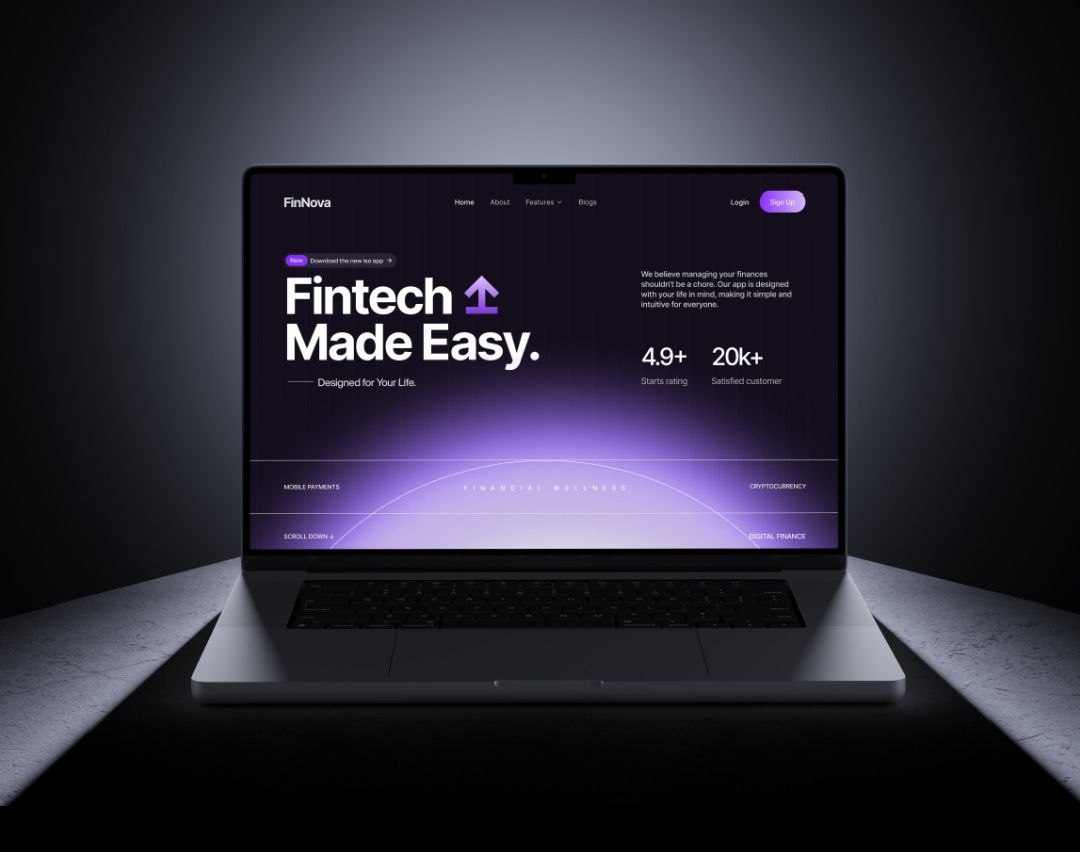 FinNova
Home About Features Blogs
Login Sign Up
New Download the new iso app →
Fintech
Made Easy.
Designed for Your Life.
We believe managing your finances
shouldn't be a chore. Our app is designed
with your life in mind, making it simple and
intuitive for everyone.
4.9+ 20k+
Starts rating Satisfied customer
MOBILE PAYMENTS FINANCIAL WELLNESS CRYPTOCURRENCY
SCROLL DOWN ↓ DIGITAL FINANCE